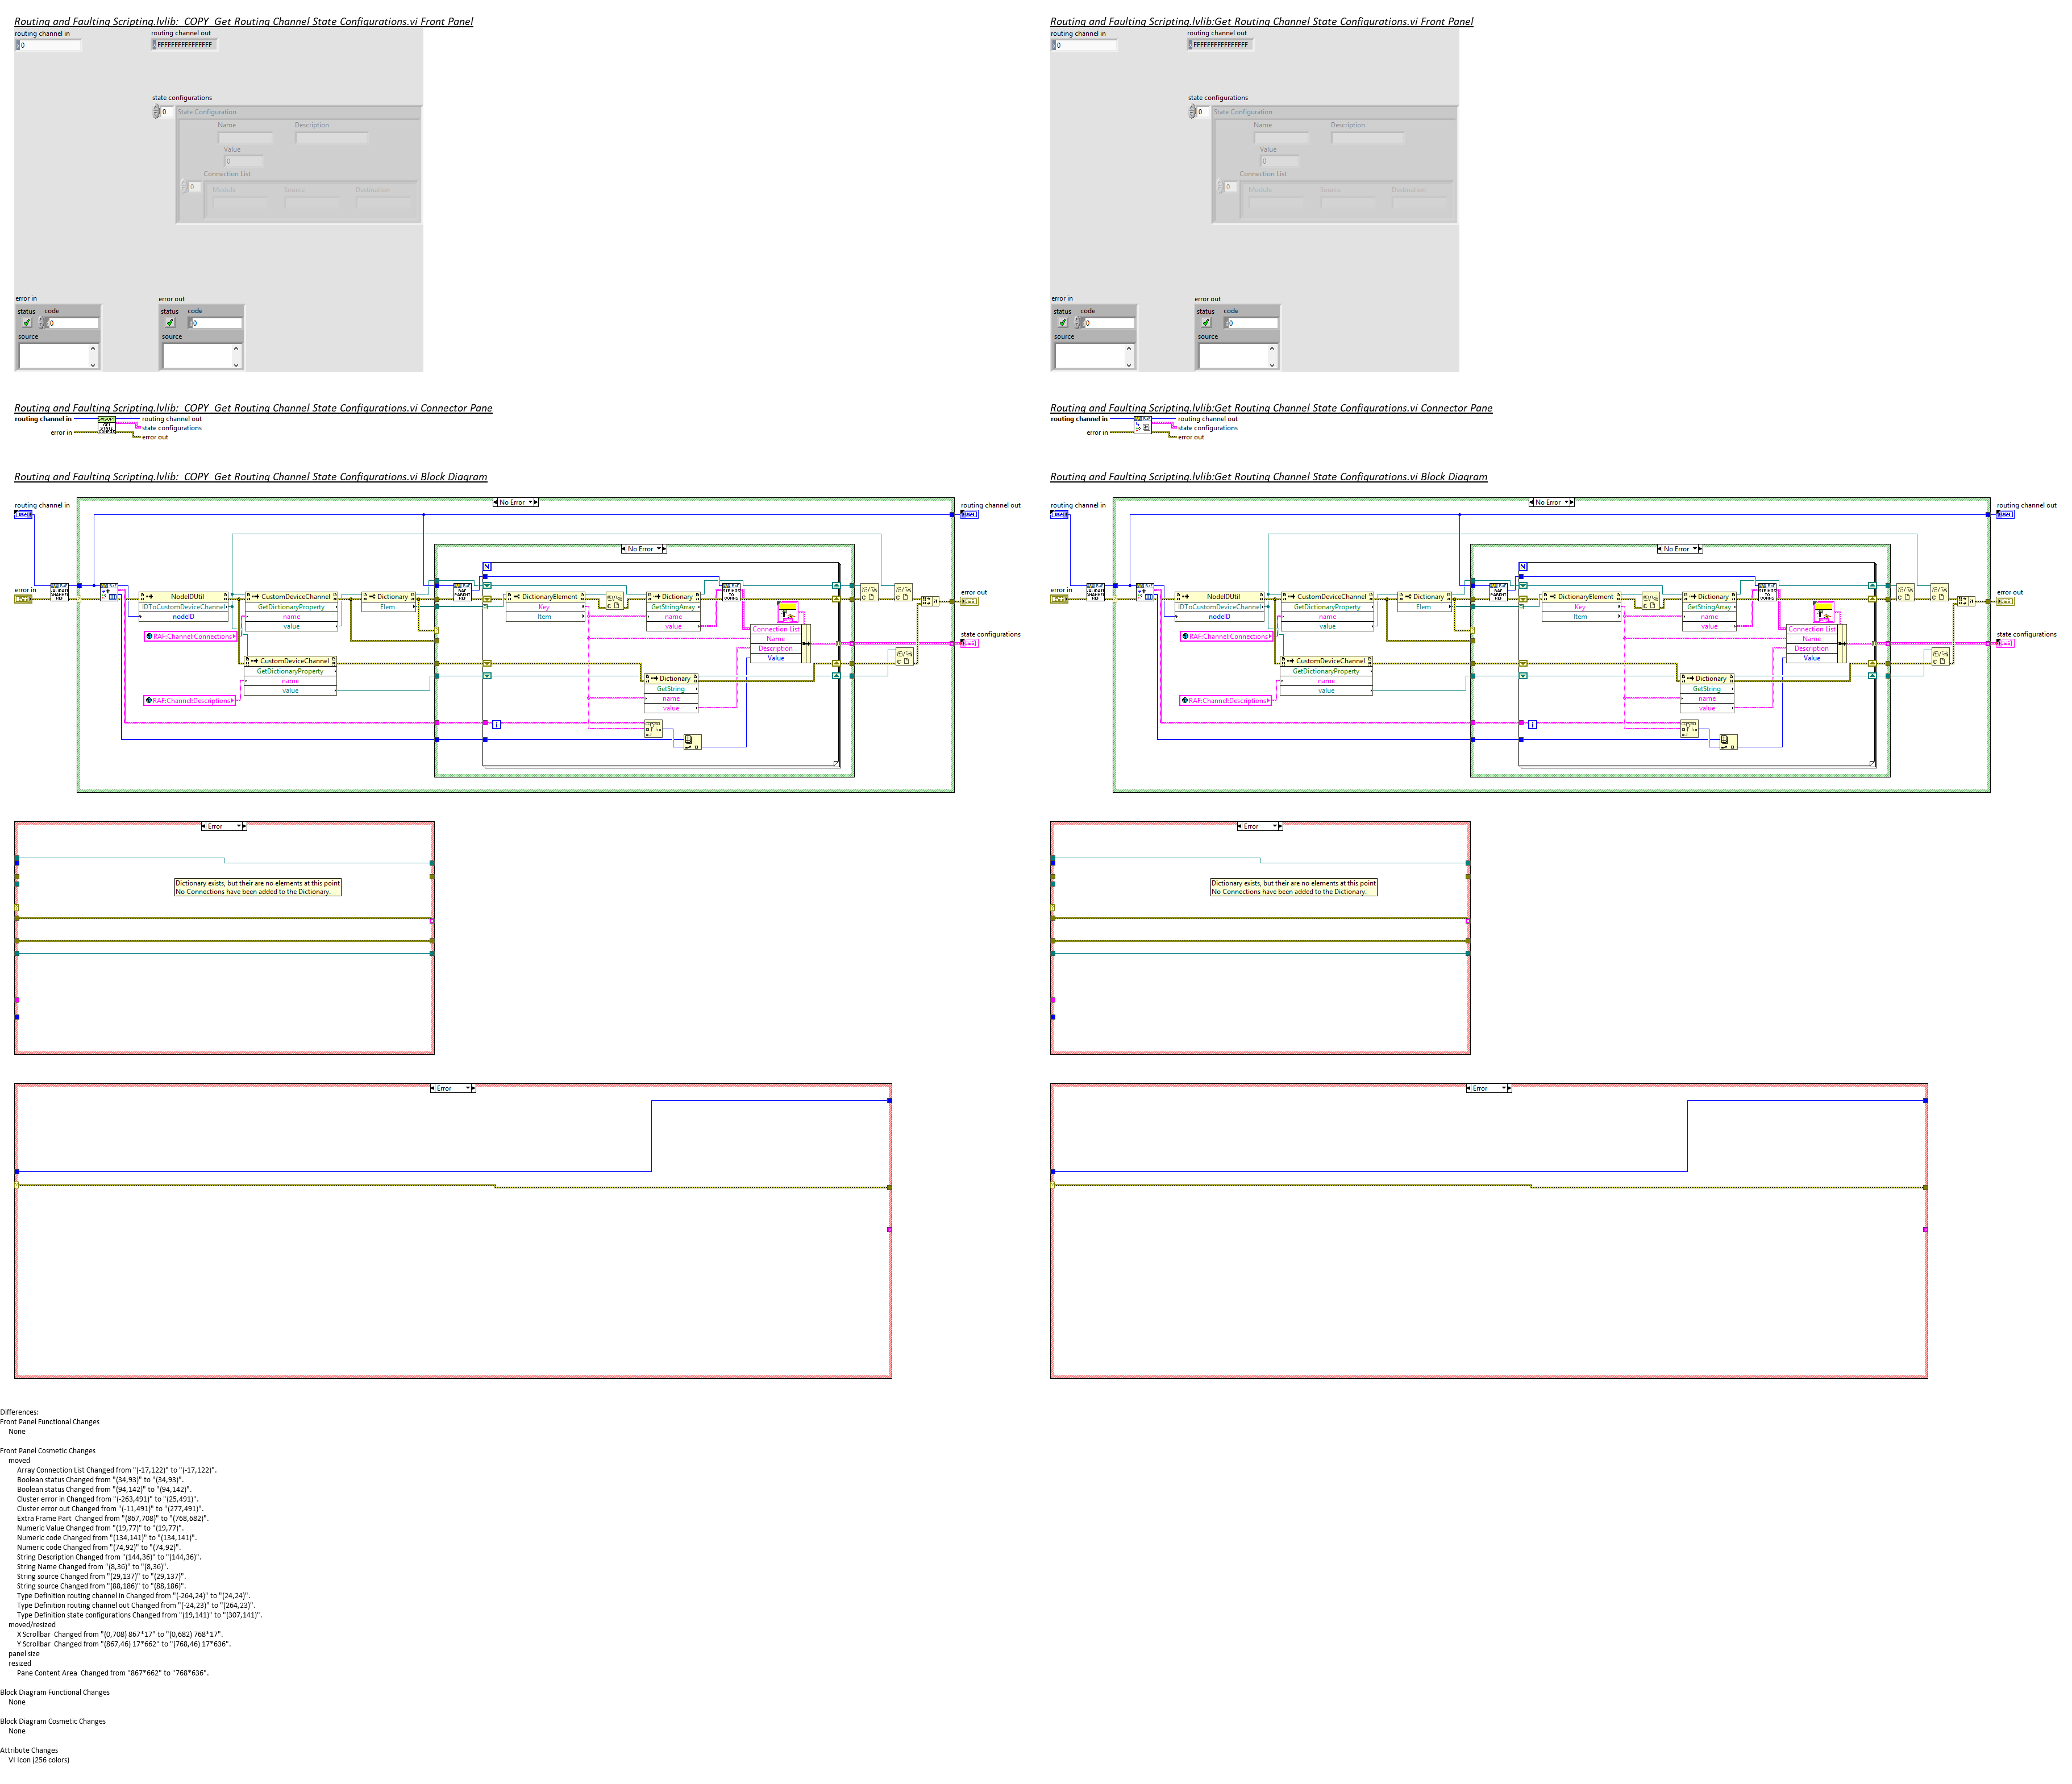 Routing and Faulting Scripting.lvlib:_COPY_Get Routing Channel State Configurations.vi Front Panel
routing channel in
routing channel out
0
FFFFFFFFFFFFFFFF
state configurations
0
State Configuration
Name
Description
Value
0
Connection List
0
Module
Source
Destination
error in
error out
status
code
status
code
0
0
source
source
Routing and Faulting Scripting.lvlib:_COPY_Get Routing Channel State Configurations.vi Connector Pane
routing channel in
routing channel out
state configurations
error in
error out
Routing and Faulting Scripting.lvlib:_COPY_Get Routing Channel State Configurations.vi Block Diagram
No Error
routing channel in
routing channel out
No Error
N
error in
error out
NodeIDUtil
CustomDeviceChannel
Dictionary
DictionaryElement
Dictionary
IDToCustomDeviceChannel
GetDictionaryProperty
Elem
Key
GetStringArray
nodeID
name
Item
name
value
value
RAF:Channel:Connections
Connection List
Name
Description
Value
state configurations
CustomDeviceChannel
GetDictionaryProperty
name
value
Dictionary
GetString
name
value
RAF:Channel:Descriptions
i
Error
Dictionary exists, but their are no elements at this point
No Connections have been added to the Dictionary.
Error
Routing and Faulting Scripting.lvlib:Get Routing Channel State Configurations.vi Front Panel
routing channel in
routing channel out
0
FFFFFFFFFFFFFFFF
state configurations
0
State Configuration
Name
Description
Value
0
Connection List
0
Module
Source
Destination
error in
error out
status
code
status
code
0
0
source
source
Routing and Faulting Scripting.lvlib:Get Routing Channel State Configurations.vi Connector Pane
routing channel in
routing channel out
state configurations
error in
error out
Routing and Faulting Scripting.lvlib:Get Routing Channel State Configurations.vi Block Diagram
No Error
routing channel in
routing channel out
No Error
N
error in
error out
NodeIDUtil
CustomDeviceChannel
Dictionary
DictionaryElement
Dictionary
IDToCustomDeviceChannel
GetDictionaryProperty
Elem
Key
GetStringArray
nodeID
name
Item
name
value
value
RAF:Channel:Connections
Connection List
Name
Description
Value
state configurations
CustomDeviceChannel
GetDictionaryProperty
name
value
Dictionary
GetString
name
value
RAF:Channel:Descriptions
i
Error
Dictionary exists, but their are no elements at this point
No Connections have been added to the Dictionary.
Error
Differences:
Front Panel Functional Changes
None
Front Panel Cosmetic Changes
moved
Array Connection List Changed from "(-17,122)" to "(-17,122)".
Boolean status Changed from "(34,93)" to "(34,93)".
Boolean status Changed from "(94,142)" to "(94,142)".
Cluster error in Changed from "(-263,491)" to "(25,491)".
Cluster error out Changed from "(-11,491)" to "(277,491)".
Extra Frame Part  Changed from "(867,708)" to "(768,682)".
Numeric Value Changed from "(19,77)" to "(19,77)".
Numeric code Changed from "(134,141)" to "(134,141)".
Numeric code Changed from "(74,92)" to "(74,92)".
String Description Changed from "(144,36)" to "(144,36)".
String Name Changed from "(8,36)" to "(8,36)".
String source Changed from "(29,137)" to "(29,137)".
String source Changed from "(88,186)" to "(88,186)".
Type Definition routing channel in Changed from "(-264,24)" to "(24,24)".
Type Definition routing channel out Changed from "(-24,23)" to "(264,23)".
Type Definition state configurations Changed from "(19,141)" to "(307,141)".
moved/resized
X Scrollbar  Changed from "(0,708) 867*17" to "(0,682) 768*17".
Y Scrollbar  Changed from "(867,46) 17*662" to "(768,46) 17*636".
panel size
resized
Pane Content Area  Changed from "867*662" to "768*636".
Block Diagram Functional Changes
None
Block Diagram Cosmetic Changes
None
Attribute Changes
VI Icon (256 colors)